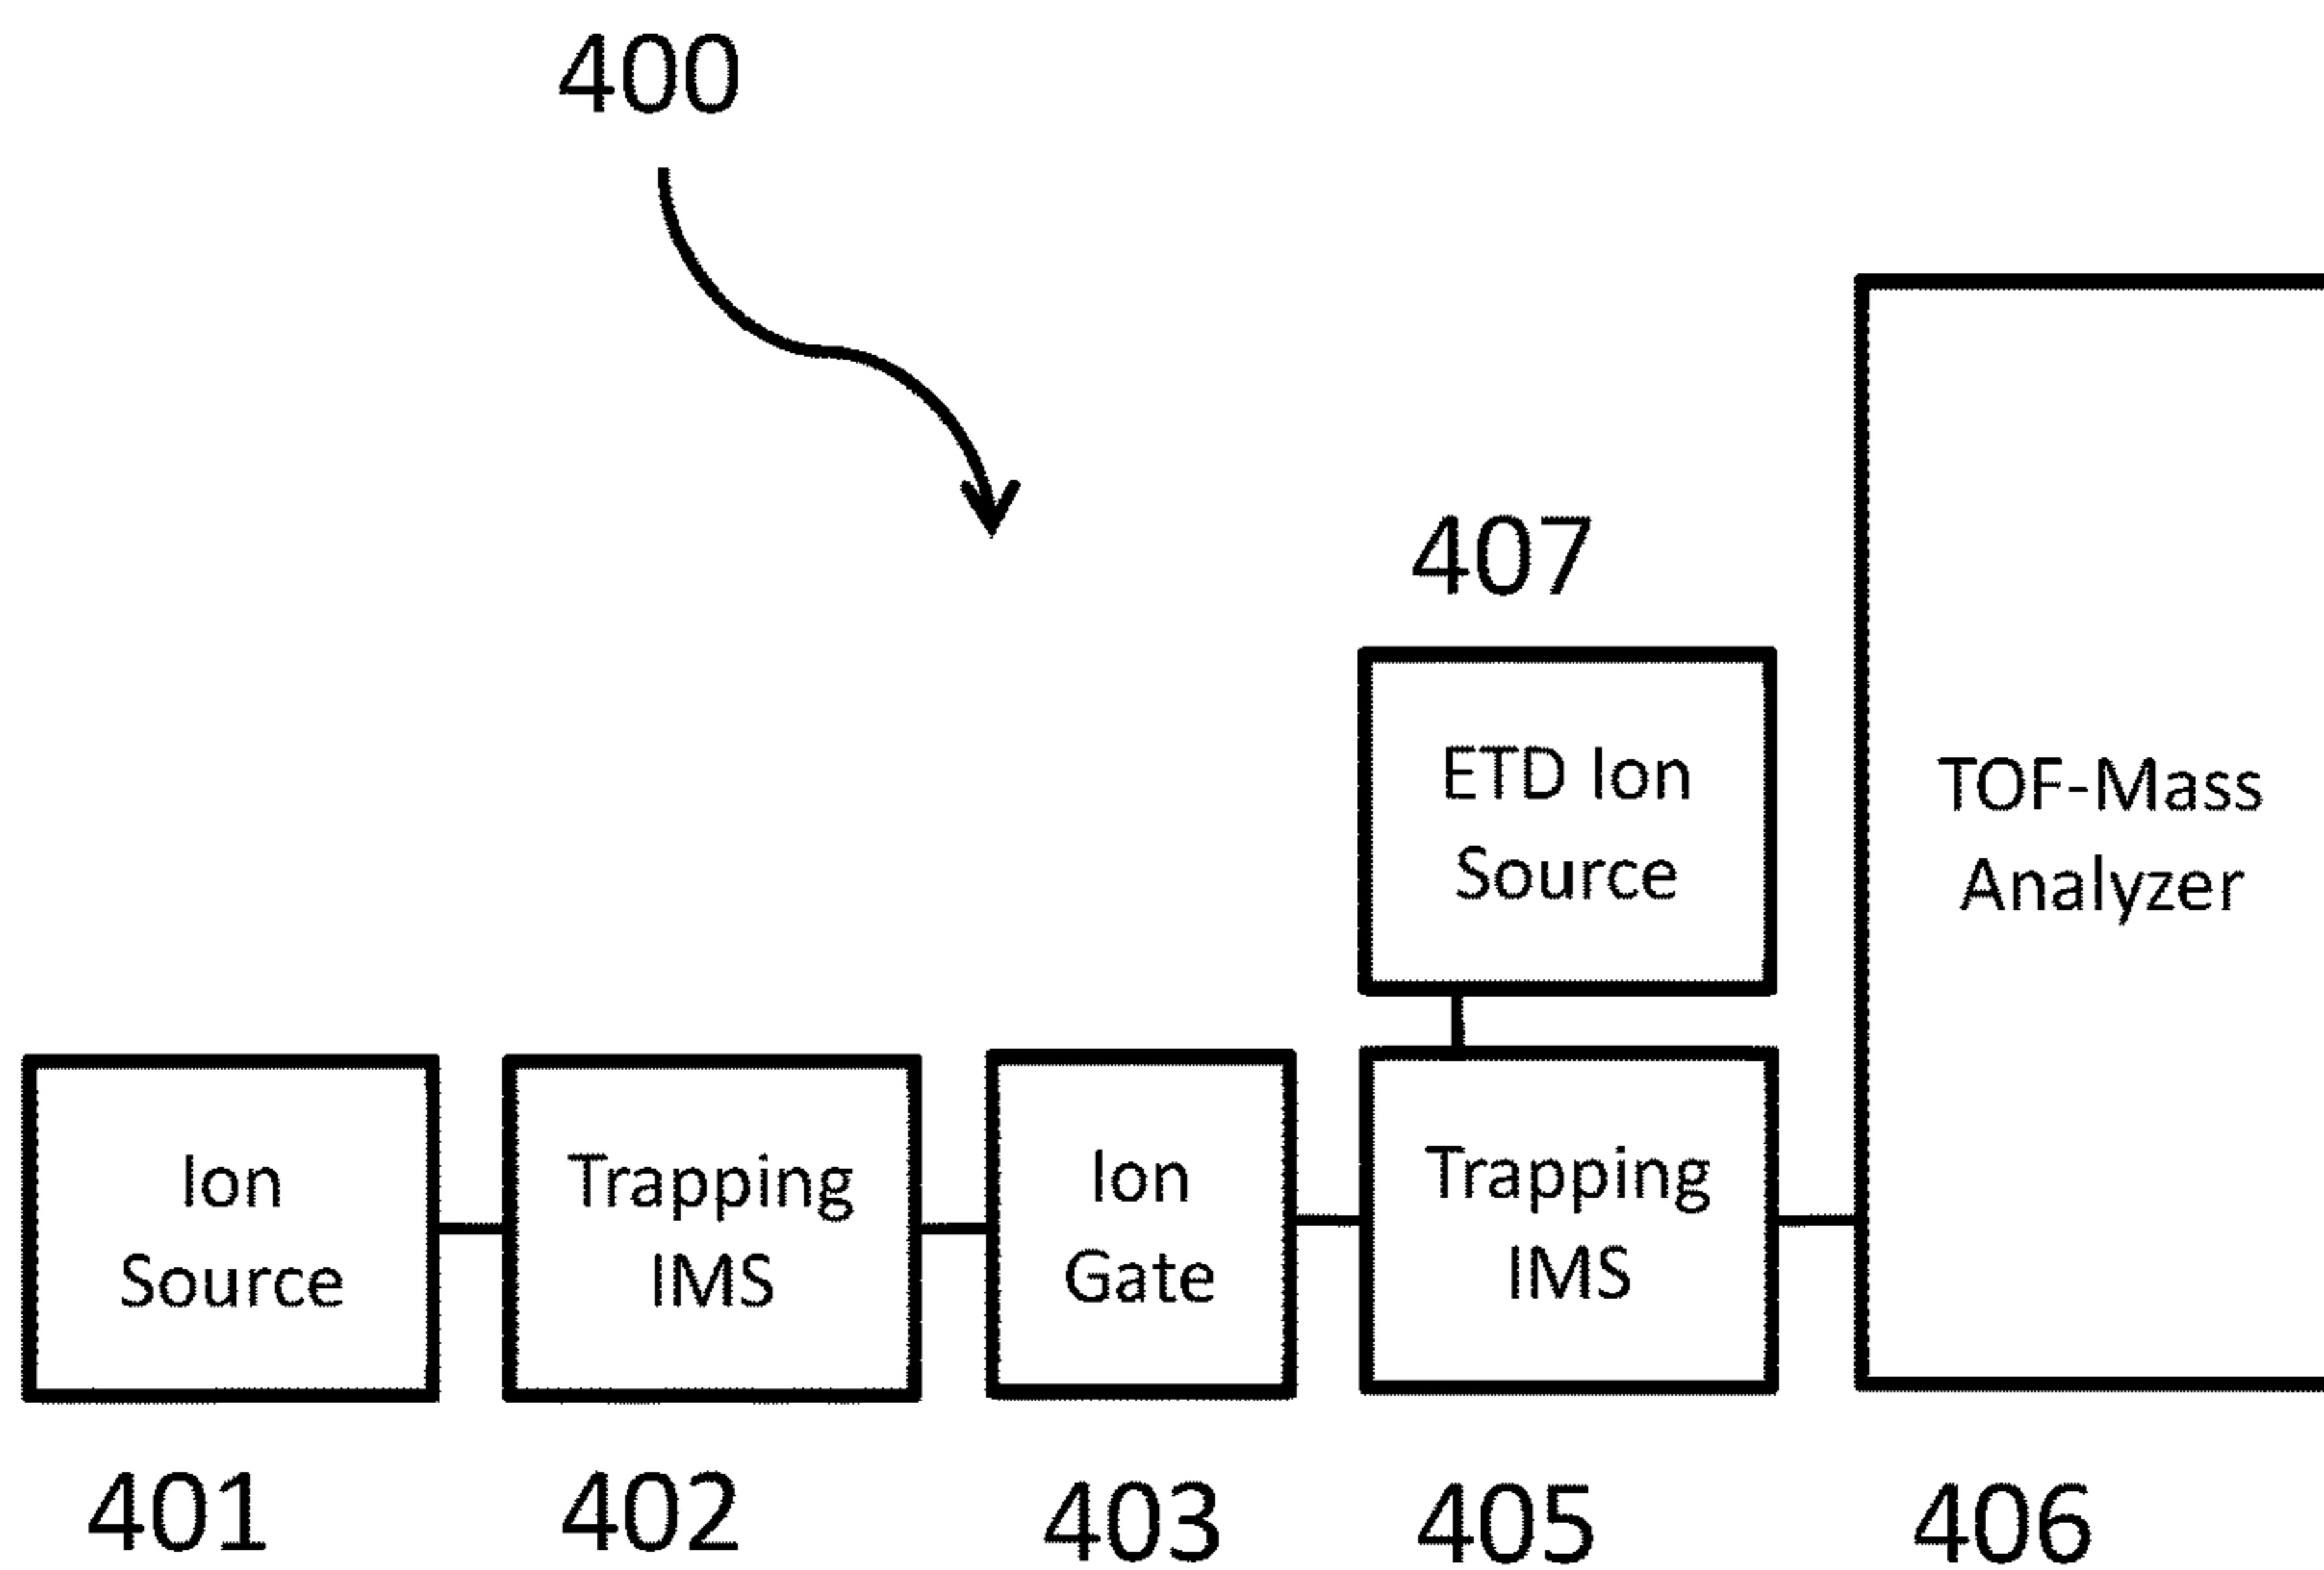 400
407
ETD Ion
Source
TOF-Mass
Analyzer
Ion
Source
Trapping
IMS
Ion
Gate
Trapping
IMS
401
402
403
405
406